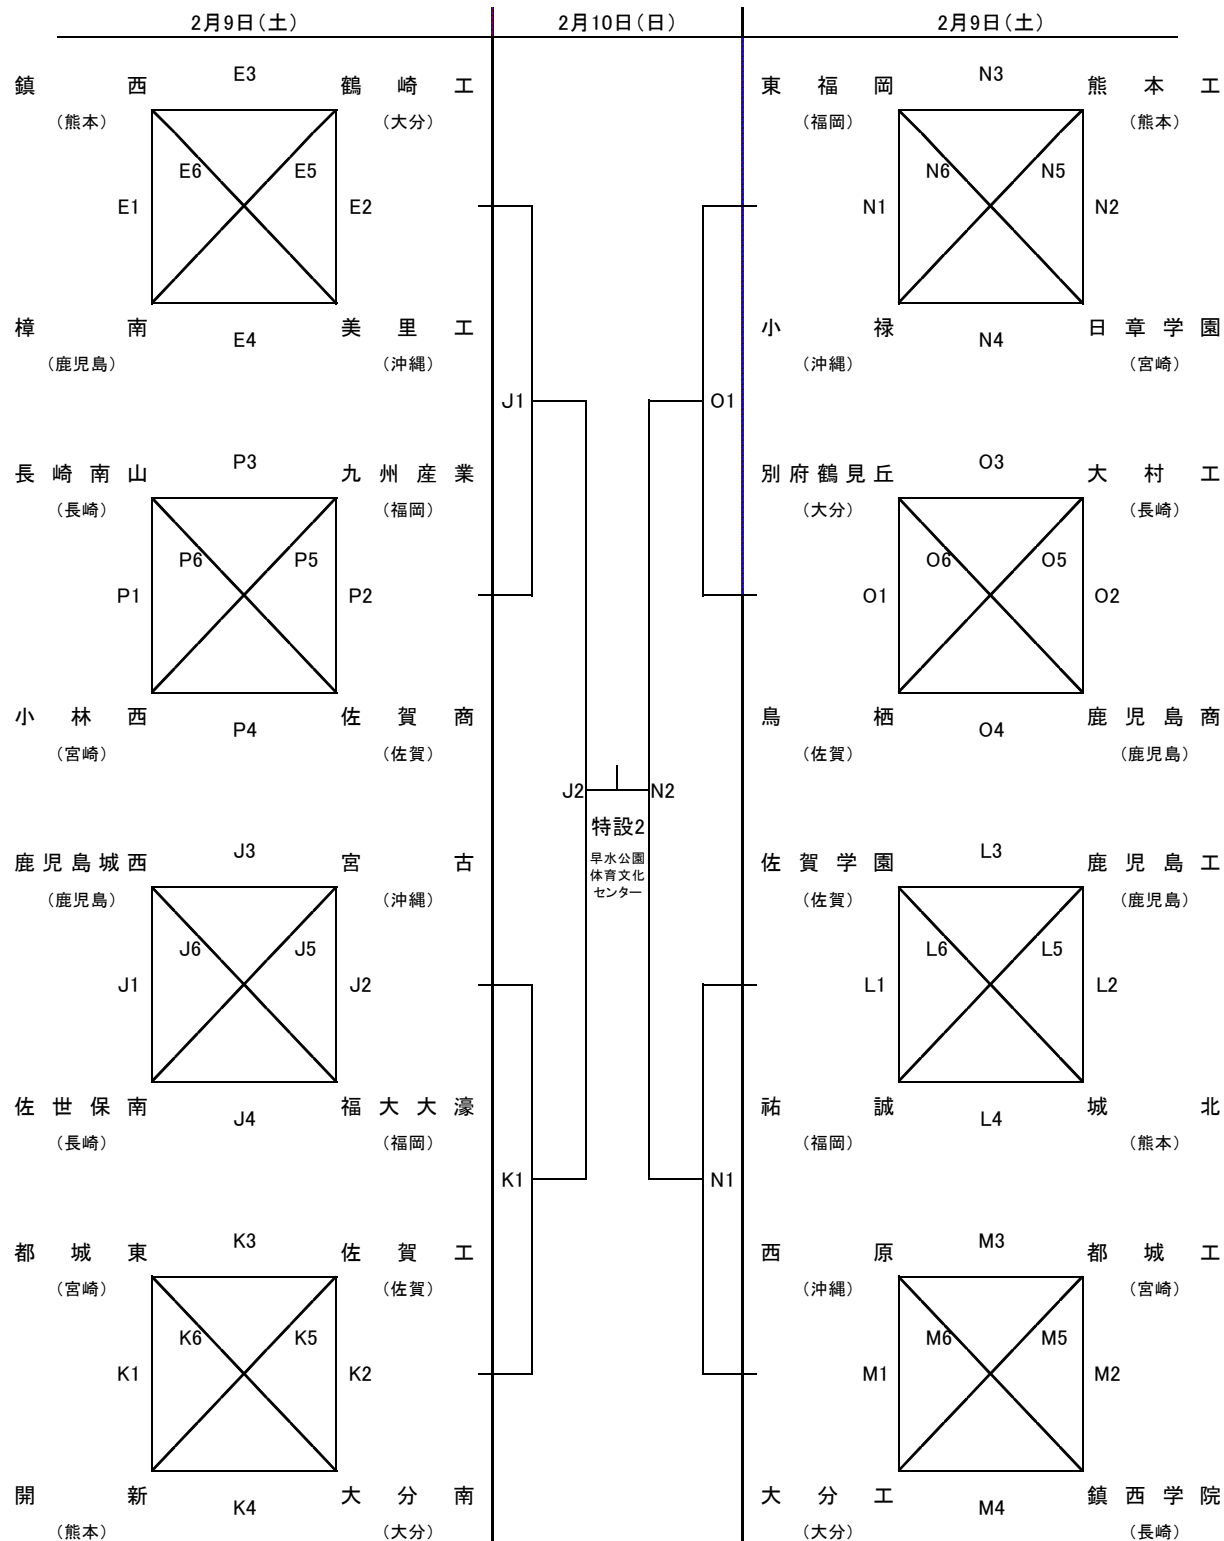 2月9日（土） 2月10日（日） 2月9日（土）
鎮西 E3 鶴崎工 東福岡 N3 熊本工
（熊本） （大分） （福岡） （熊本）
E6 E5 N6 N5
E1 E2 N1 N2
樟南 E4 美里工 小禄 N4 日章学園
（鹿児島） （沖縄） （沖縄） （宮崎）
J1 O1
長崎南山 P3 九州産業 別府鶴見丘 O3 大村工
（長崎） （福岡） （大分） （長崎）
P6 P5 O6 O5
P1 P2 O1 O2
小林西 P4 佐賀商 鳥栖 O4 鹿児島商
（宮崎） （佐賀） （佐賀） （鹿児島）
J2 N2
特設2
早水公園
体育文化
センター
鹿児島城西 J3 宮古 佐賀学園 L3 鹿児島工
（鹿児島） （沖縄） （佐賀） （鹿児島）
J6 J5 L6 L5
J1 J2 L1 L2
佐世保南 J4 福大大濠 祐誠 L4 城北
（長崎） （福岡） （福岡） （熊本）
K1 N1
都城東 K3 佐賀工 西原 M3 都城工
（宮崎） （佐賀） （沖縄） （宮崎）
K6 K5 M6 M5
K1 K2 M1 M2
開新 K4 大分南 大分工 M4 鎮西学院
（熊本） （大分） （大分） （長崎）